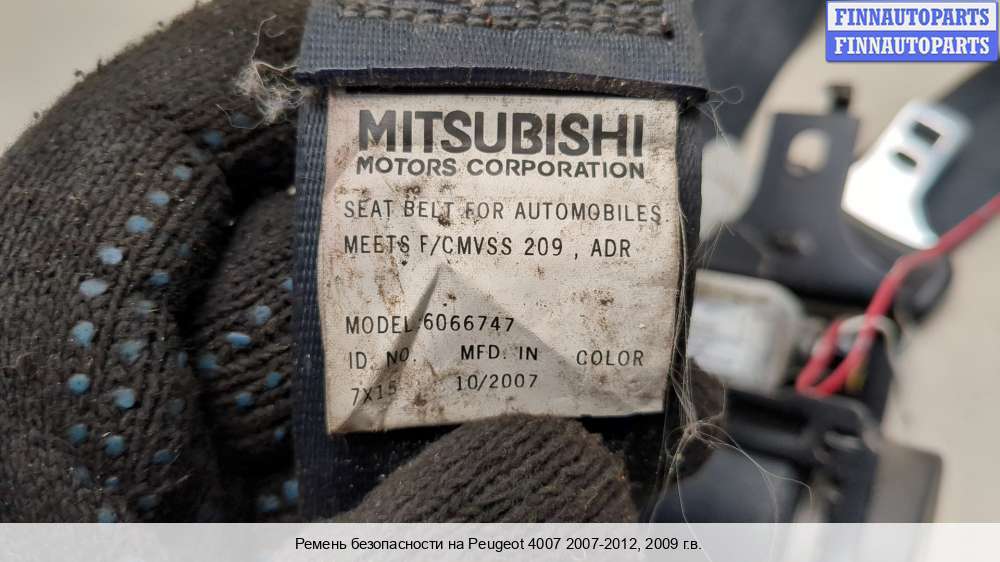 FINNAUTOPARTS
FINNAUTOPARTS
MITSUBISHI
MOTORS CORPORATION
SEAT BELT FOR AUTOMOBILES
MEETS F/CMVSS 209 , ADR
MODEL 6066747
ID. NO. MFD. IN COLOR
7X15 10/2007
Ремень безопасности на Peugeot 4007 2007-2012, 2009 г.в.